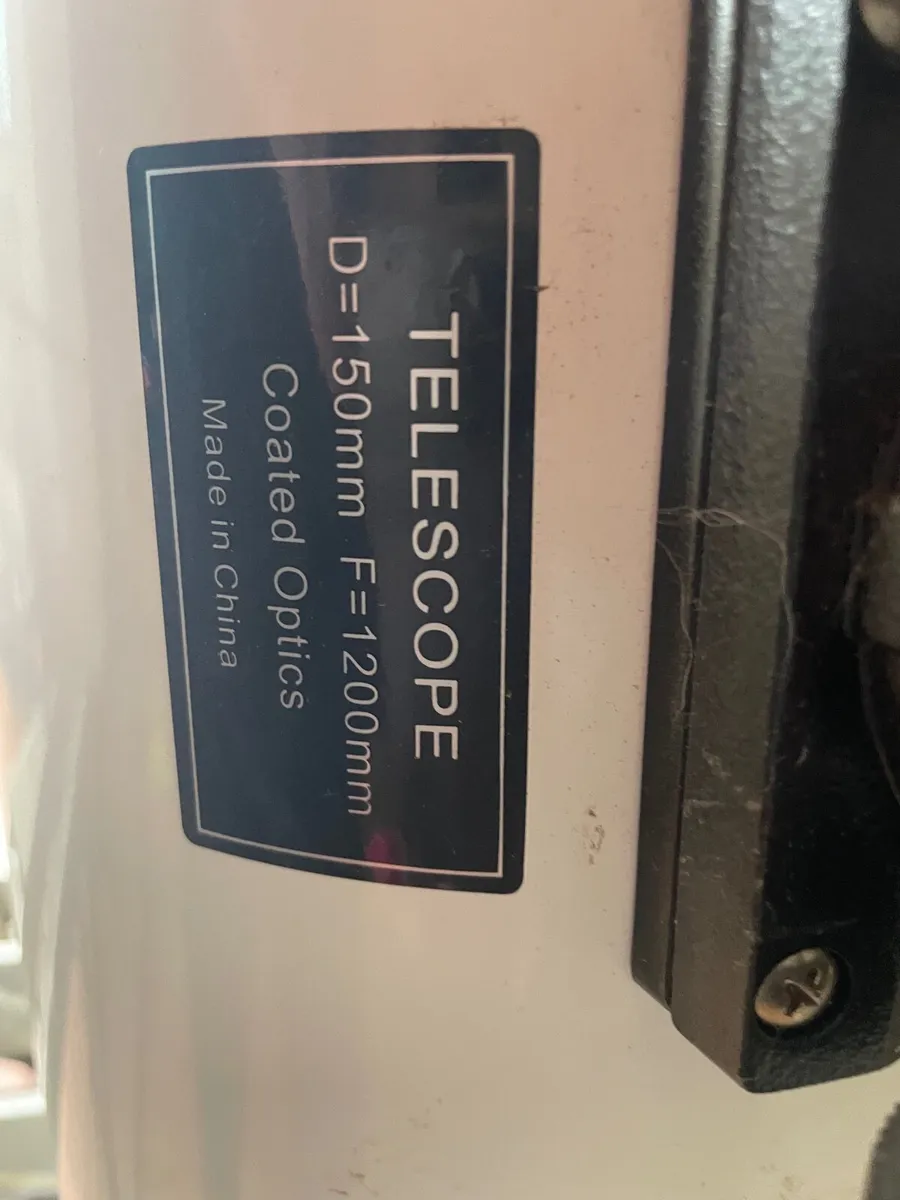 TELESCOPE
D=150mm F=1200mm
Coated Optics
Made in China